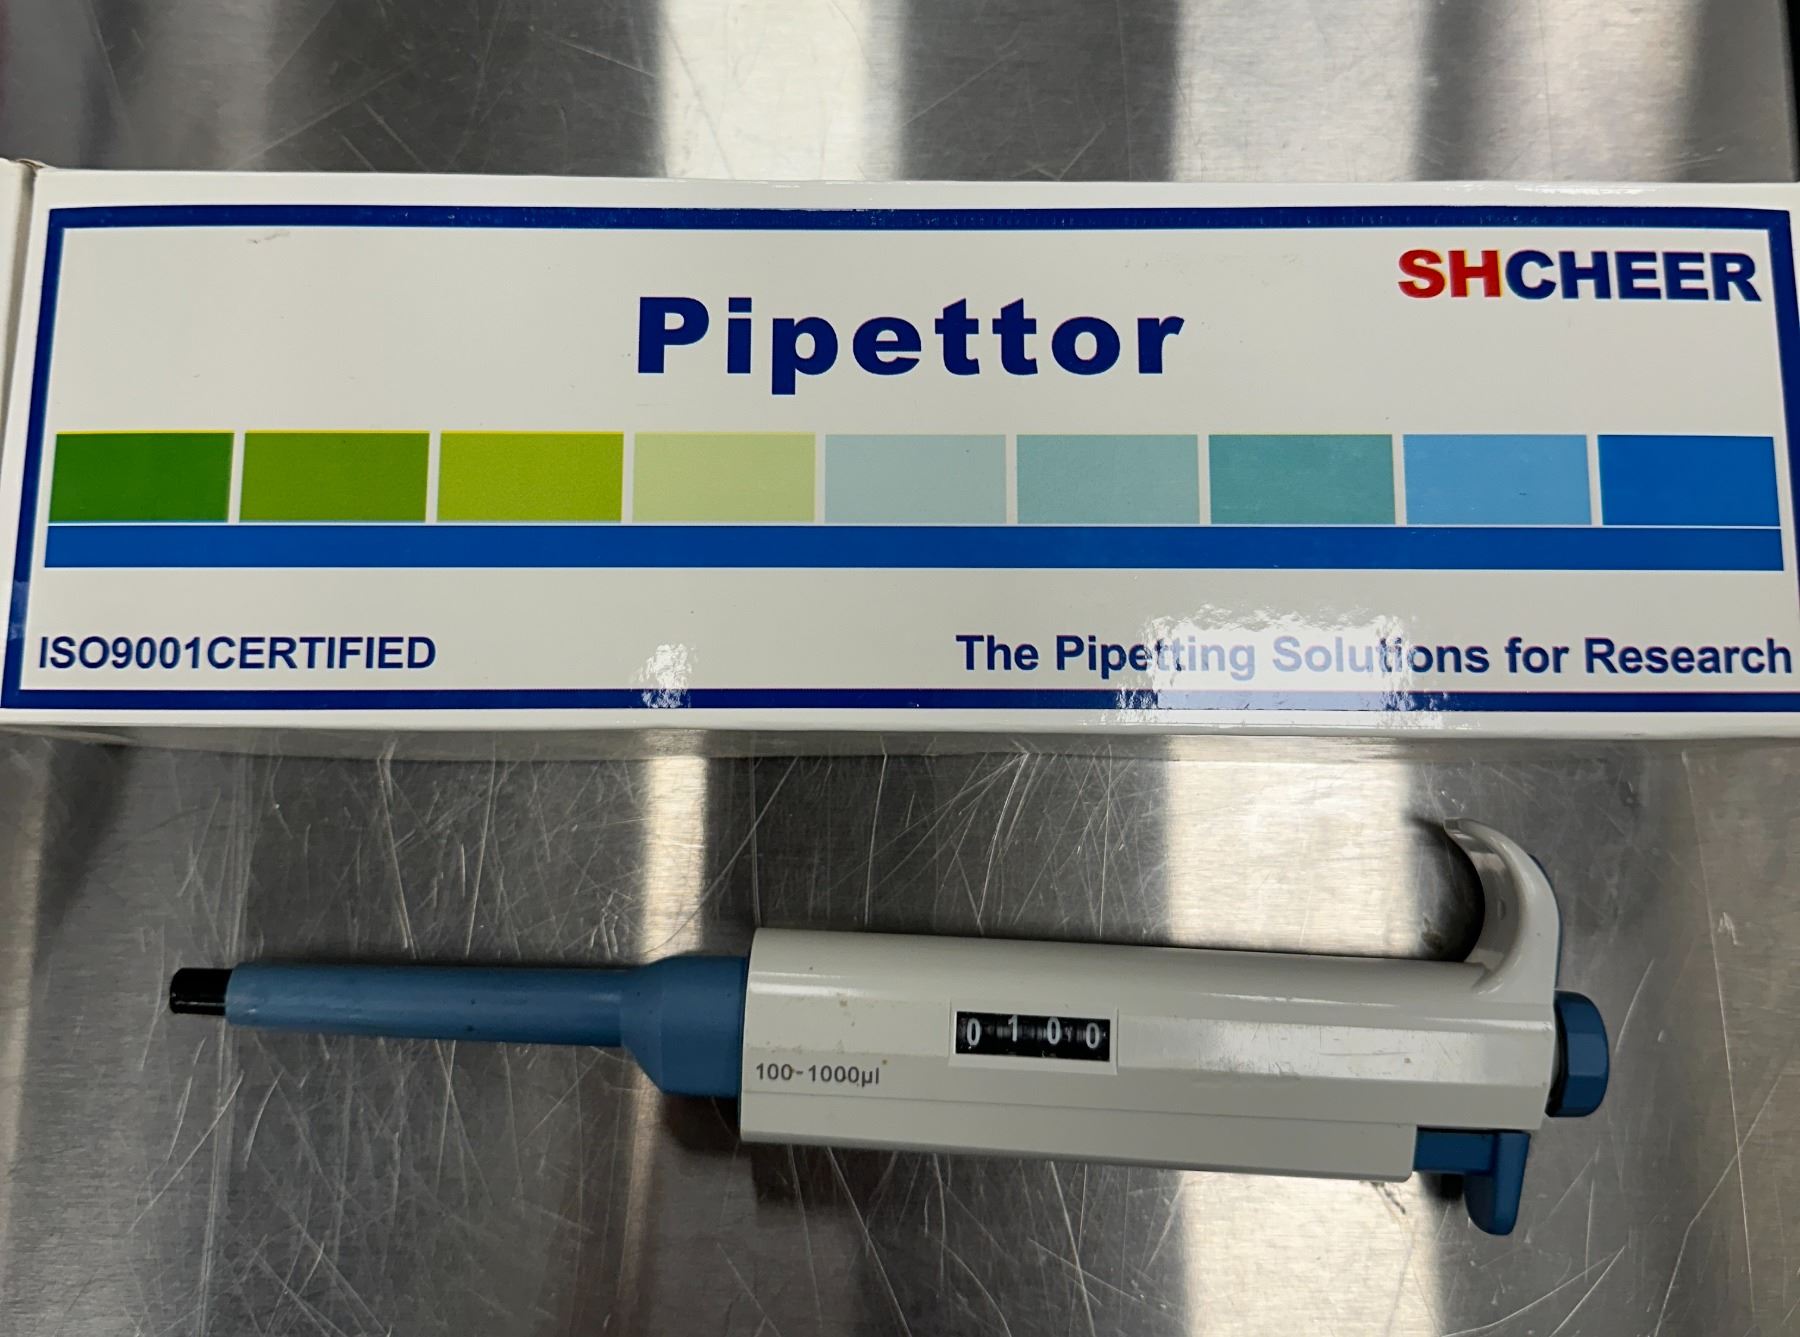 SHCHEER
Pipettor
ISO9001CERTIFIED
The Pipetting Solutions for Research
0100
100-1000µl